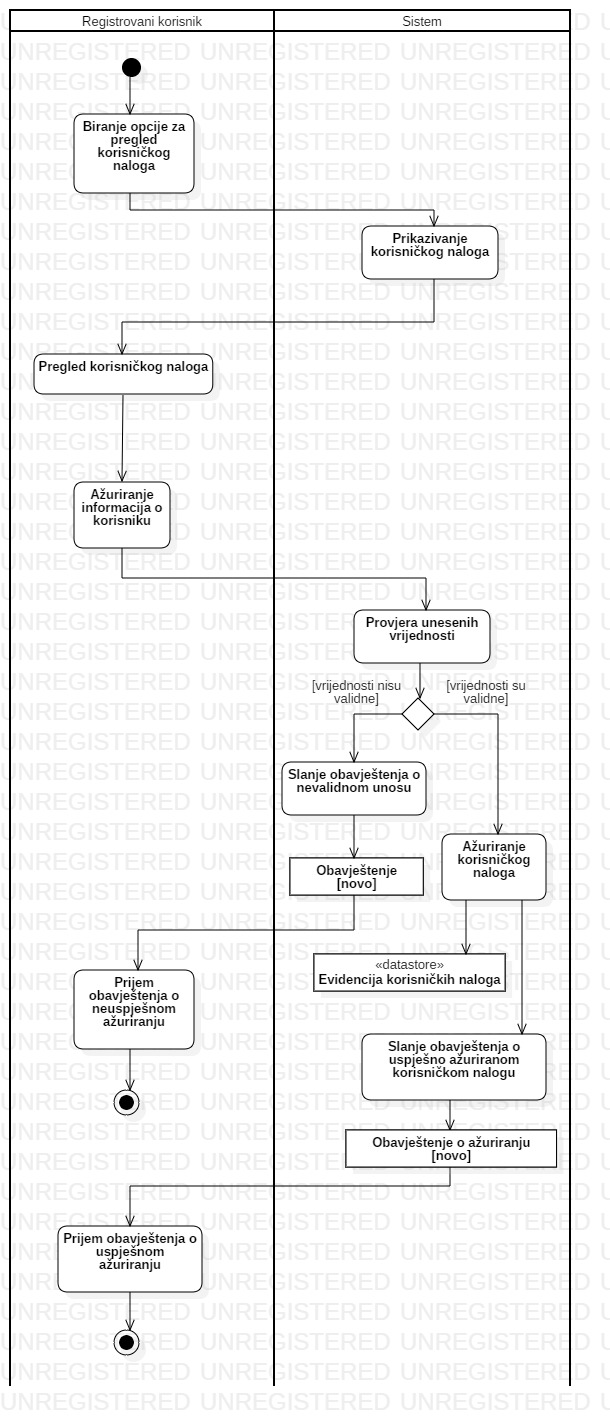 Registrovani korisnik
Sistem
Biranje opcije za
pregled
korisničkog
naloga
Prikazivanje
korisničkog naloga
Pregled korisničkog naloga
Ažuriranje
informacija o
korisniku
Provjera unesenih
vrijednosti
[vrijednosti nisu
validne]
[vrijednosti su
validne]
Slanje obavještenja o
nevalidnom unosu
Ažuriranje
korisničkog
naloga
Obavještenje
[novo]
«datastore»
Evidencija korisničkih naloga
Prijem
obavještenja o
neuspješnom
ažuriranju
Slanje obavještenja o
uspješno ažuriranom
korisničkom nalogu
Obavještenje o ažuriranju
[novo]
Prijem obavještenja o
uspješnom
ažuriranju
UNREGISTERED